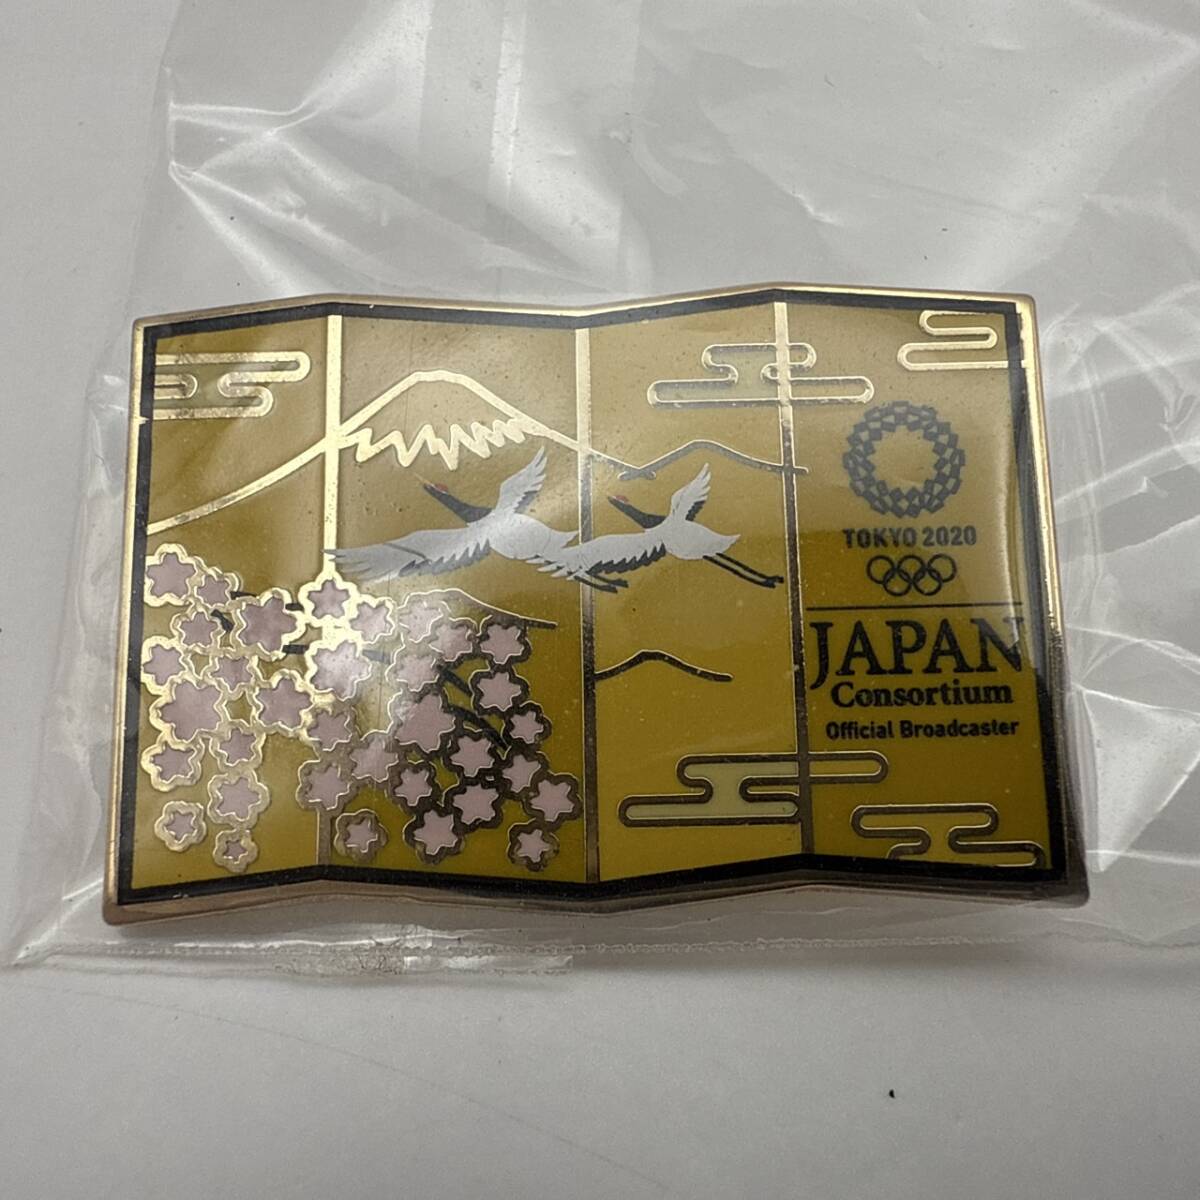 TOKYO 2020
JAPAN
Consortium
Official Broadcaster